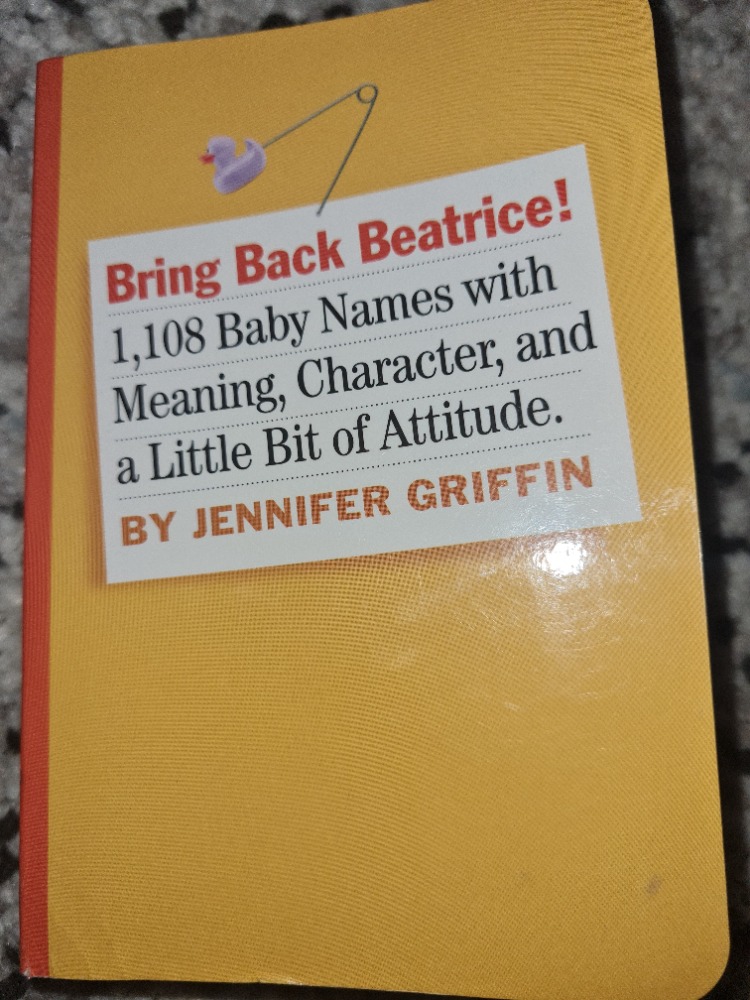 Bring Back Beatrice!
1,108 Baby Names with
Meaning, Character, and
a Little Bit of Attitude.
BY JENNIFER GRIFFIN